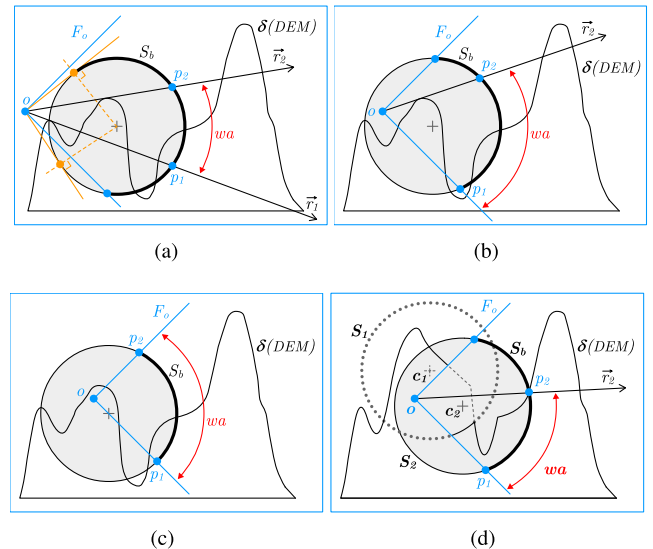 F_o δ(DEM)
S_b r_2
p_2
o wa
p_1
r_1
(a)
F_o r_2
S_b
p_2 δ(DEM)
o wa
p_1
(b)
F_o
p_2 δ(DEM)
S_b
o wa
p_1
(c)
F_o
S_1 S_b δ(DEM)
c_1 p_2 r_2
o c_2
S_2 wa
p_1
(d)